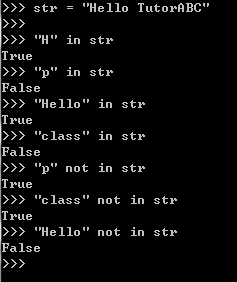 >>> str = "Hello TutorABC"
>>>
>>> "H" in str
True
>>> "p" in str
False
>>> "Hello" in str
True
>>> "class" in str
False
>>> "p" not in str
True
>>> "class" not in str
True
>>> "Hello" not in str
False
>>>